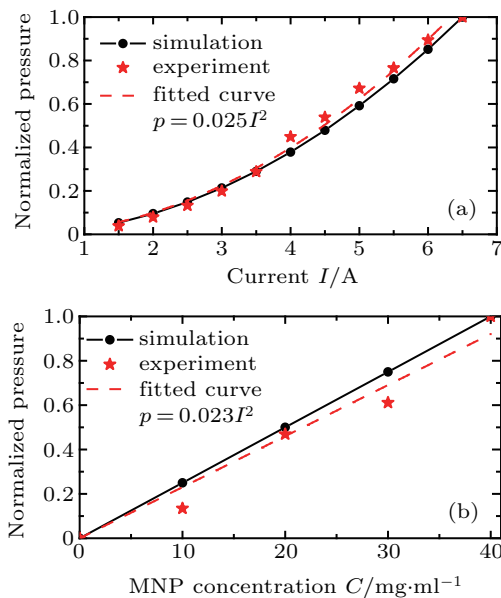 1.0
0.8
0.6
0.4
0.2
0
Normalized pressure
simulation
experiment
fitted curve
p = 0.025I²
(a)
1 2 3 4 5 6 7
Current I/A
1.0
0.8
0.6
0.4
0.2
0
Normalized pressure
simulation
experiment
fitted curve
p = 0.023I²
(b)
0 10 20 30 40
MNP concentration C/mg·ml⁻¹